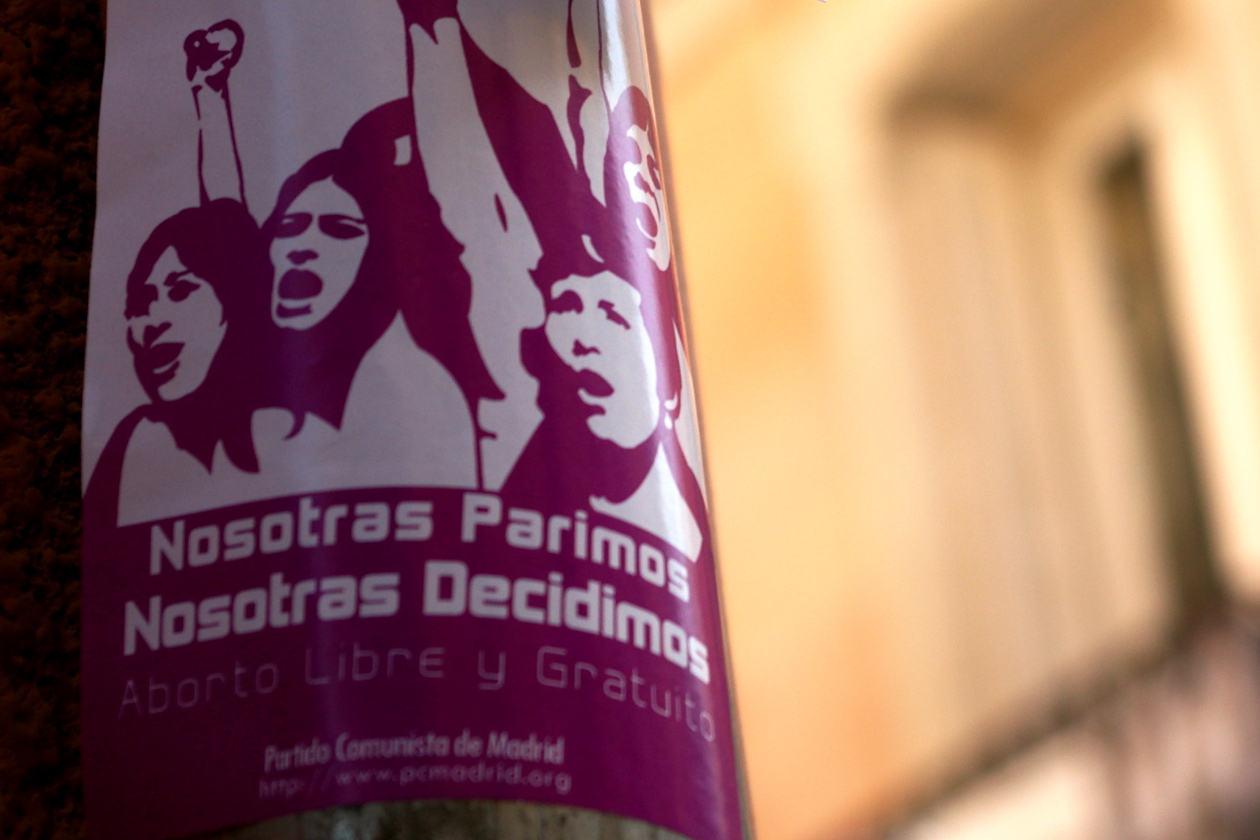 Nosotras Parimos
Nosotras Decidimos
Aborto Libre y Gratuito
Partido Comunista de Madrid
http://www.pcmadrid.org